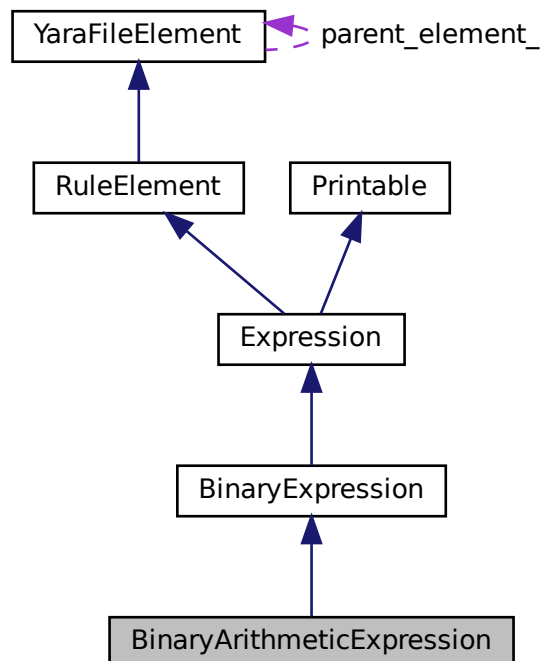 YaraFileElement
parent_element_
RuleElement
Printable
Expression
BinaryExpression
BinaryArithmeticExpression